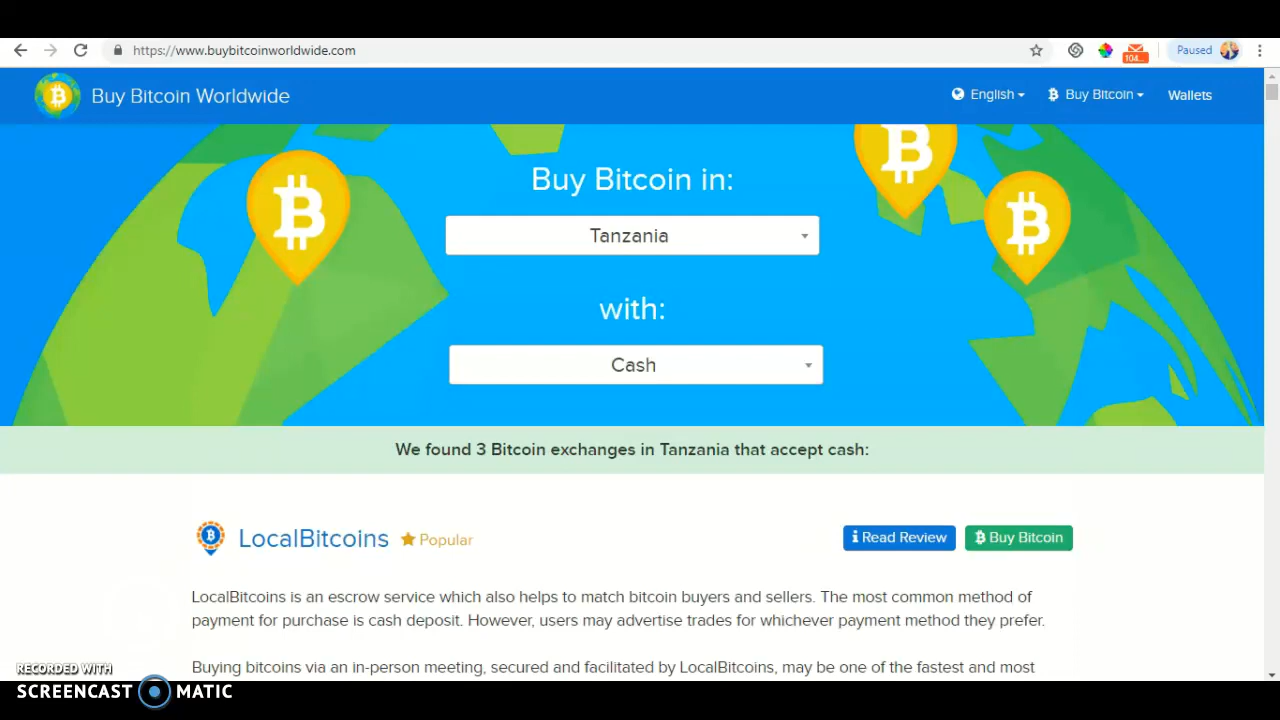 https://www.buybitcoinworldwide.com
104...
Paused
Buy Bitcoin Worldwide
English
Buy Bitcoin
Wallets
Buy Bitcoin in:
Tanzania
with:
Cash
We found 3 Bitcoin exchanges in Tanzania that accept cash:
LocalBitcoins
Popular
Read Review
Buy Bitcoin
LocalBitcoins is an escrow service which also helps to match bitcoin buyers and sellers. The most common method of
payment for purchase is cash deposit. However, users may advertise trades for whichever payment method they prefer.
Buying bitcoins via an in-person meeting, secured and facilitated by LocalBitcoins, may be one of the fastest and most
RECORDED WITH
SCREENCAST MATIC